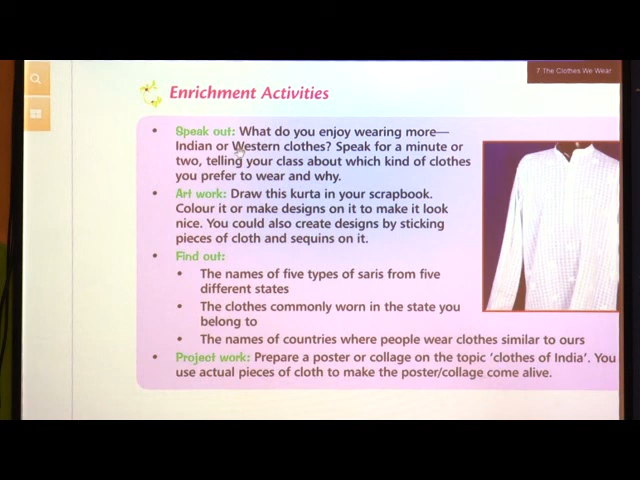 7 The Clothes We Wear
Enrichment Activities
• Speak out: What do you enjoy wearing more—
Indian or Western clothes? Speak for a minute or
two, telling your class about which kind of clothes
you prefer to wear and why.
• Art work: Draw this kurta in your scrapbook.
Colour it or make designs on it to make it look
nice. You could also create designs by sticking
pieces of cloth and sequins on it.
• Find out:
• The names of five types of saris from five
different states
• The clothes commonly worn in the state you
belong to
• The names of countries where people wear clothes similar to ours
• Project work: Prepare a poster or collage on the topic ‘clothes of India’. You
use actual pieces of cloth to make the poster/collage come alive.